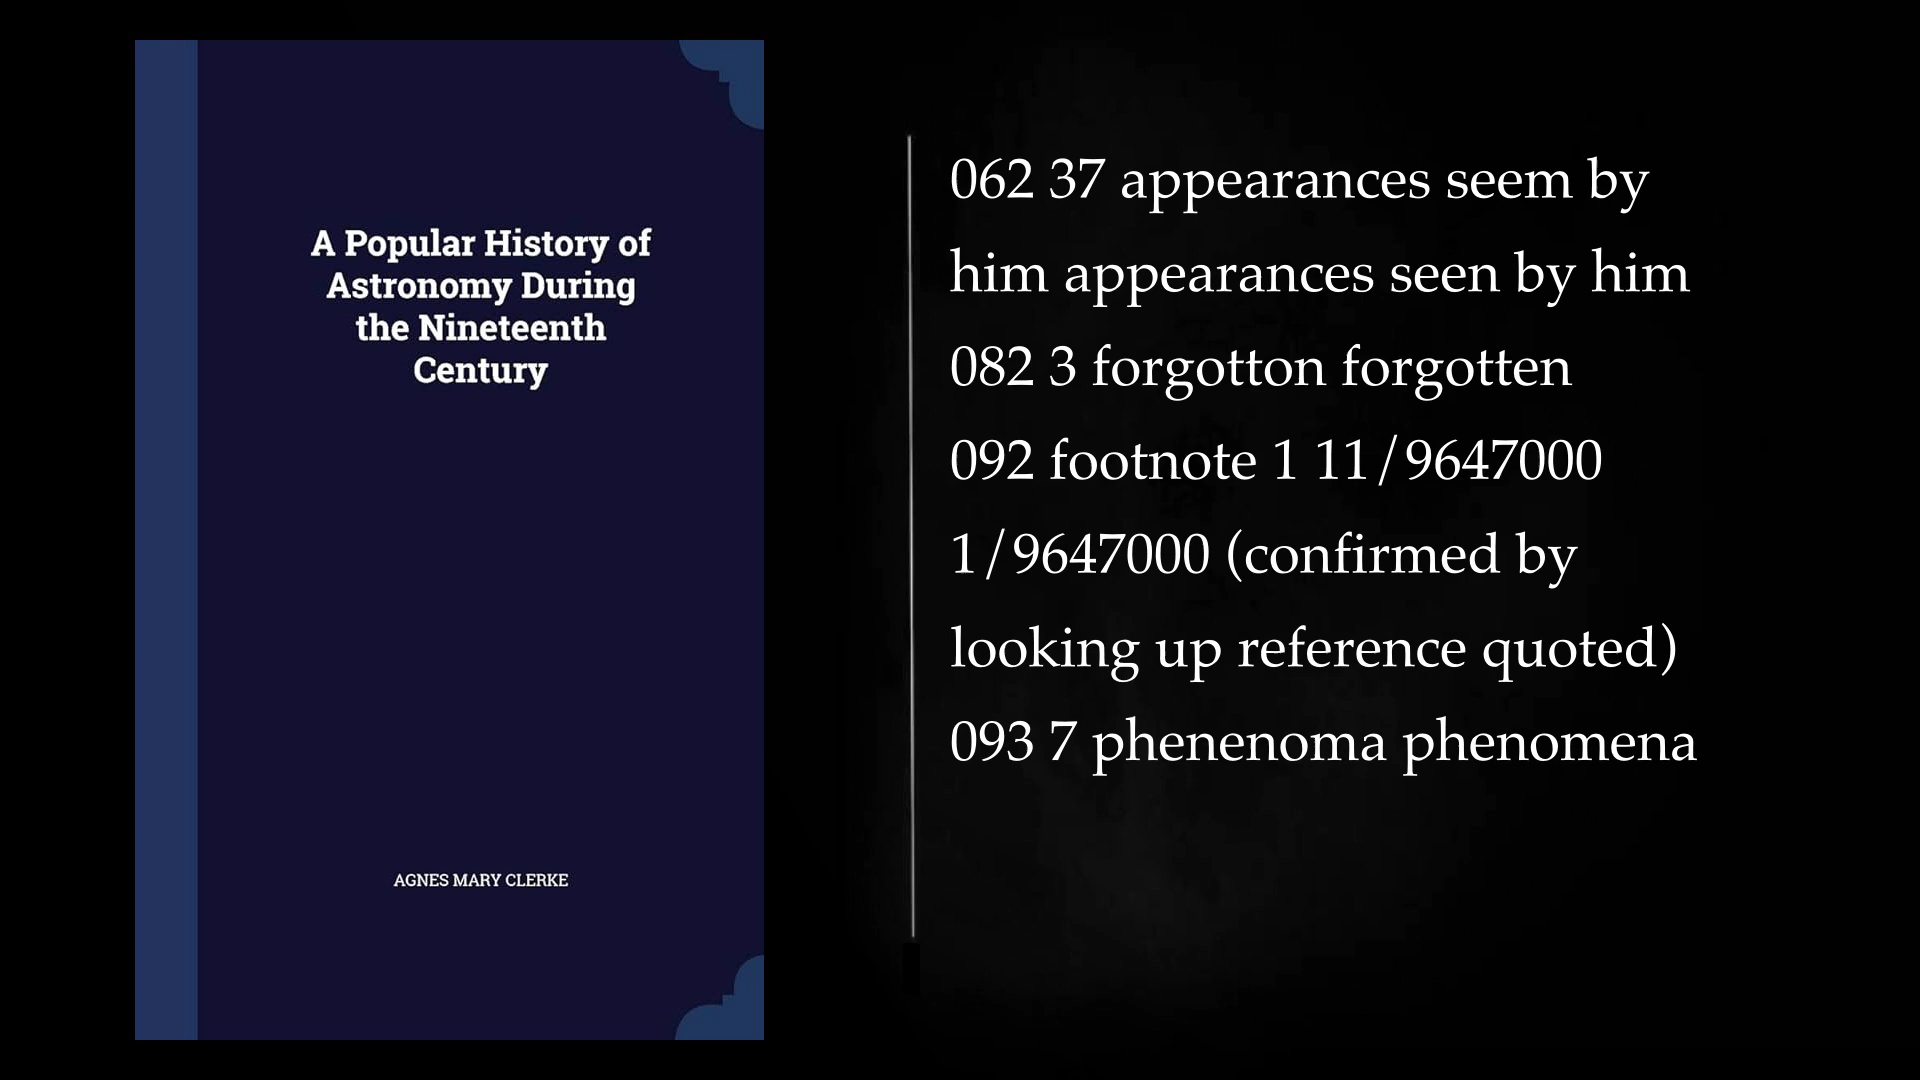 A Popular History of
Astronomy During
the Nineteenth
Century
AGNES MARY CLERKE
062 37 appearances seem by
him appearances seen by him
082 3 forgotton forgotten
092 footnote 1 11/9647000
1/9647000 (confirmed by
looking up reference quoted)
093 7 phenenoma phenomena